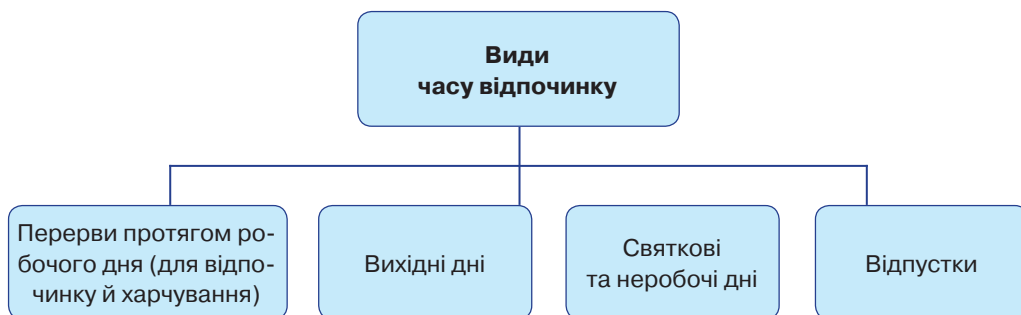 Види
часу відпочинку
Перерви протягом ро-
бочого дня (для відпо-
чинку й харчування)
Вихідні дні
Святкові
та неробочі дні
Відпустки